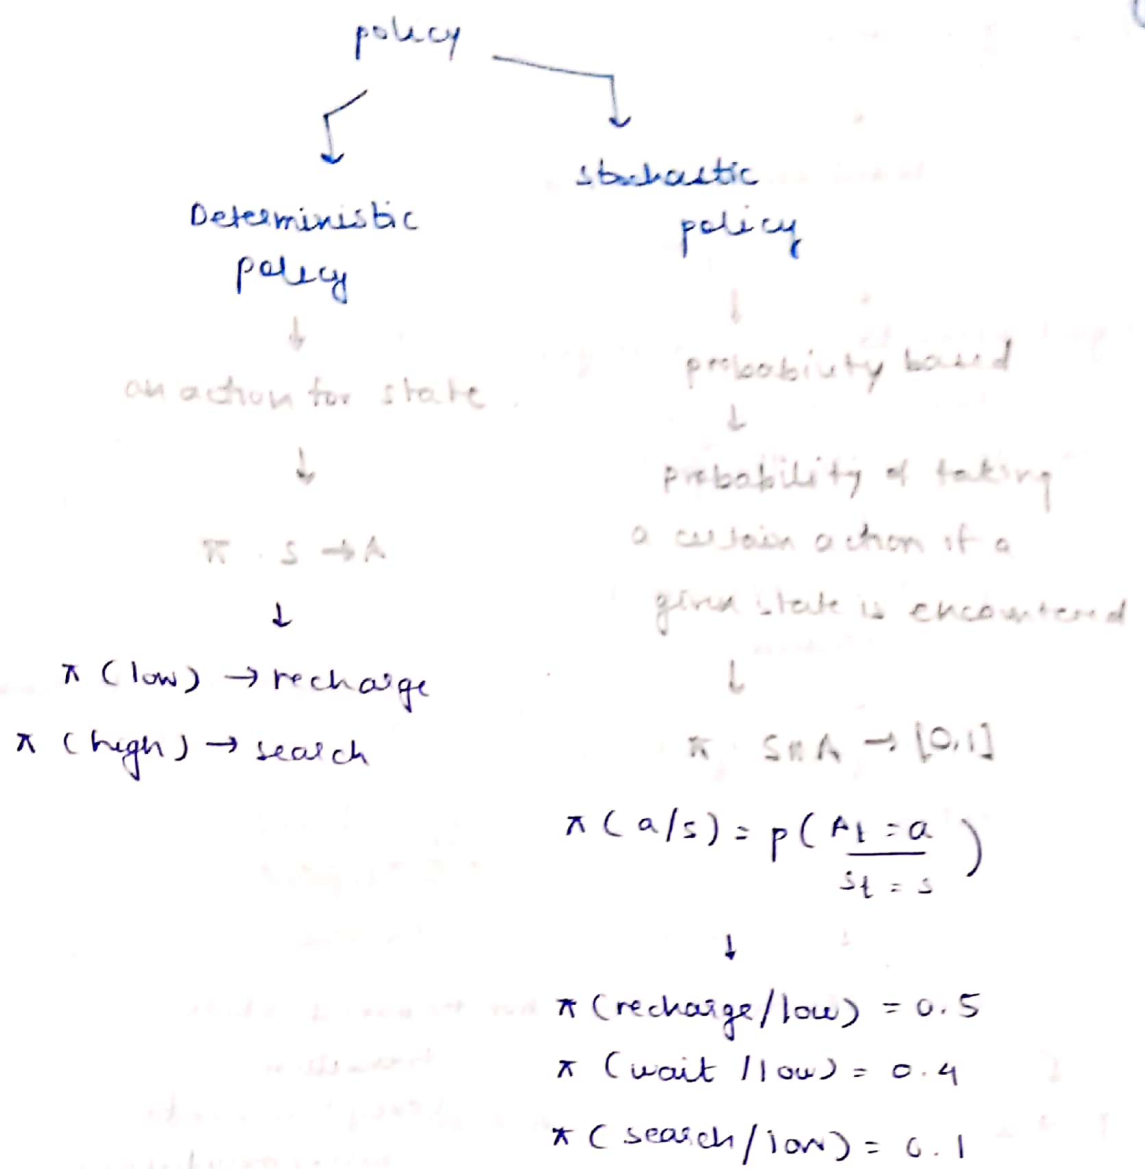 policy
Deterministic
policy
an action for state
π : S → A
π (low) → recharge
π (high) → search
stochastic
policy
probability based
probability of taking
a certain action if a
given state is encountered
π : S x A → [0,1]
π (a/s) = p( At = a
St = s )
π (recharge/low) = 0.5
π (wait /low) = 0.4
π (search/low) = 0.1